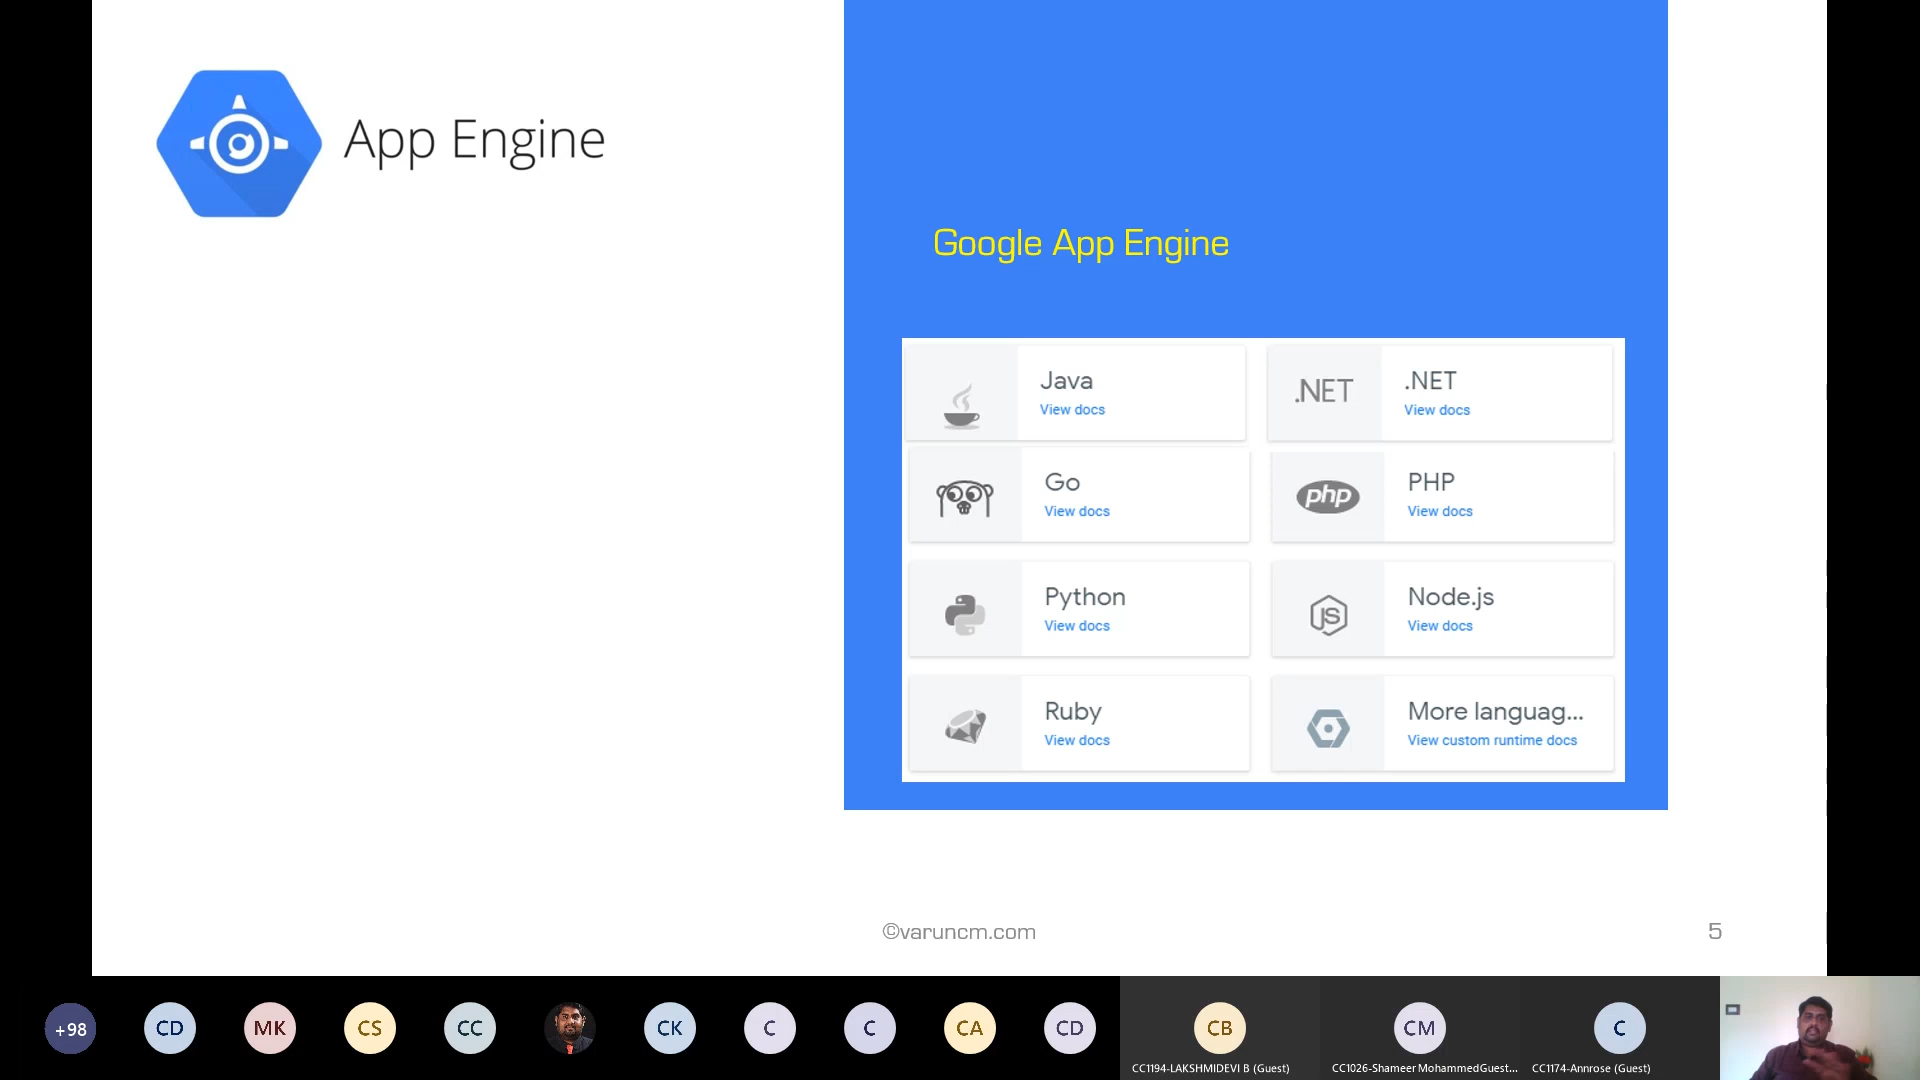 App Engine
Google App Engine
Java
View docs
.NET
.NET
View docs
Go
View docs
php
PHP
View docs
Python
View docs
JS
Node.js
View docs
Ruby
View docs
More languag...
View custom runtime docs
©varuncm.com
5
+98
CD
MK
CS
CC
CK
C
C
CA
CD
CB
CM
C
CC1194-LAKSHMIDEVI B (Guest)
CC1026-Shameer MohammedGuest...
CC1174-Annrose (Guest)